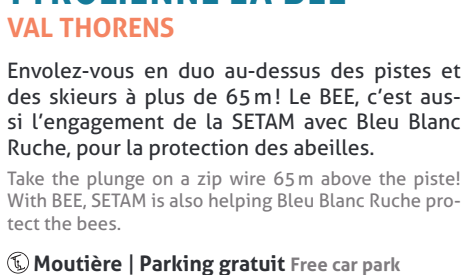 TYROLIENNE LA BEE
VAL THORENS
Envolez-vous en duo au-dessus des pistes et
des skieurs à plus de 65 m ! Le BEE, c'est aus-
si l'engagement de la SETAM avec Bleu Blanc
Ruche, pour la protection des abeilles.
Take the plunge on a zip wire 65 m above the piste!
With BEE, SETAM is also helping Bleu Blanc Ruche pro-
tect the bees.
Moutière | Parking gratuit Free car park